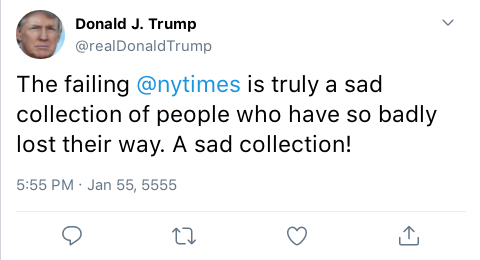 Donald J. Trump
@realDonaldTrump
The failing @nytimes is truly a sad
collection of people who have so badly
lost their way. A sad collection!
5:55 PM · Jan 55, 5555